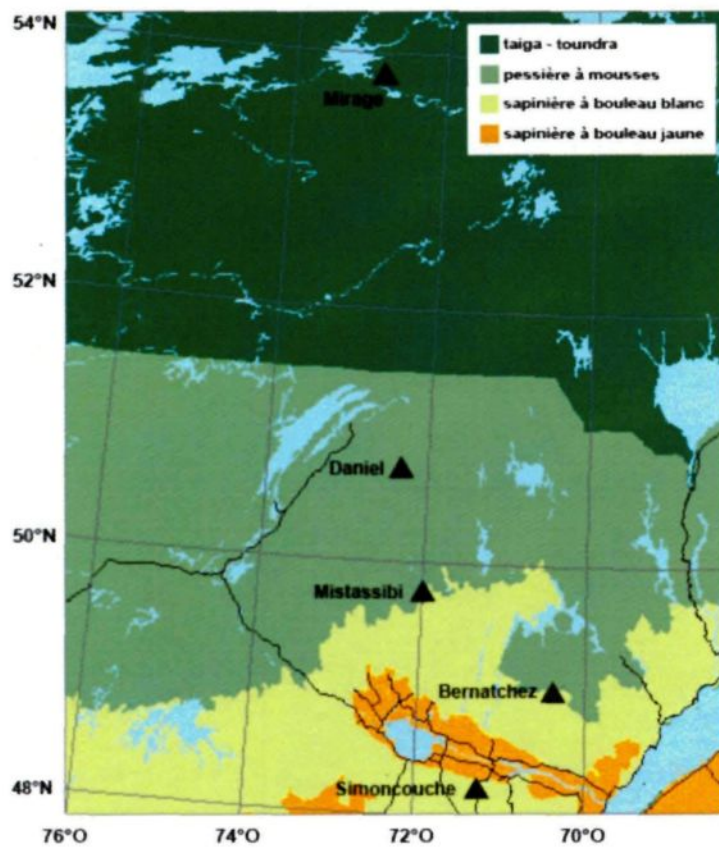 54°N
taiga - toundra
pessière à mousses
sapinière à bouleau blanc
sapinière à bouleau jaune
Mirage
52°N
Daniel
50°N
Mistassibi
Bernatchez
Simoncouche
48°N
76°O 74°O 72°O 70°O